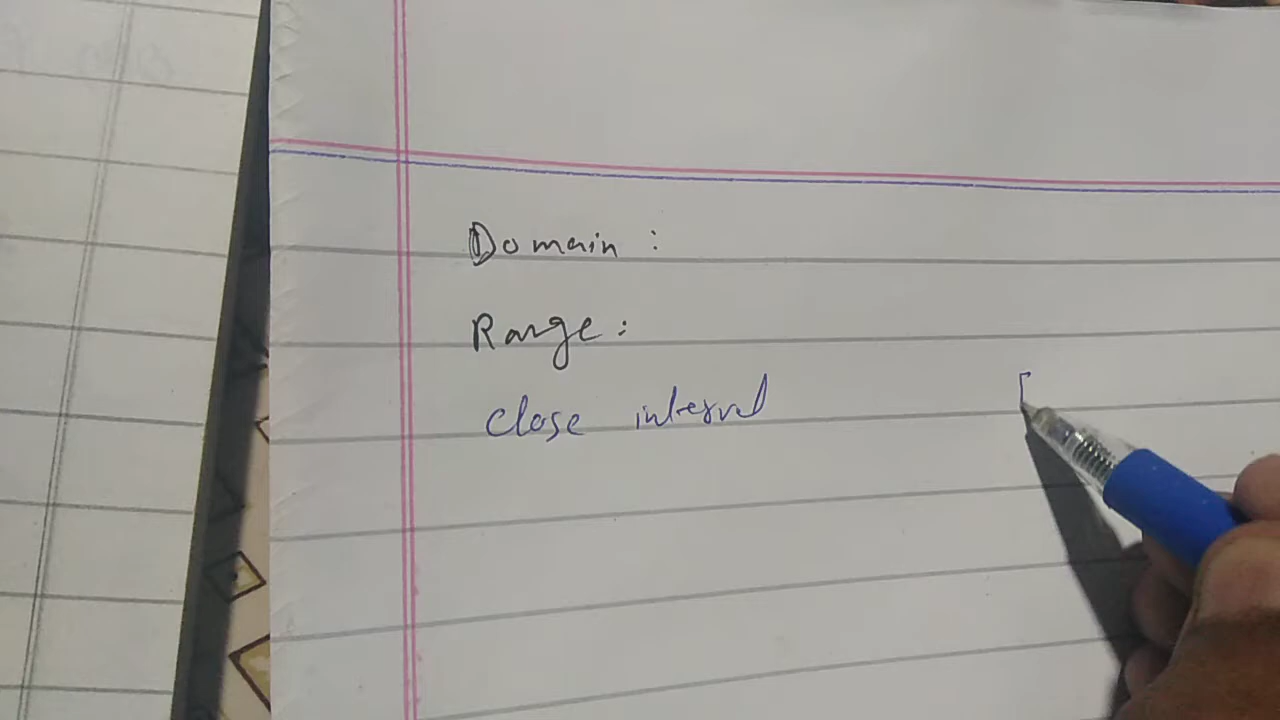 Domain :
Range :
Close interval [